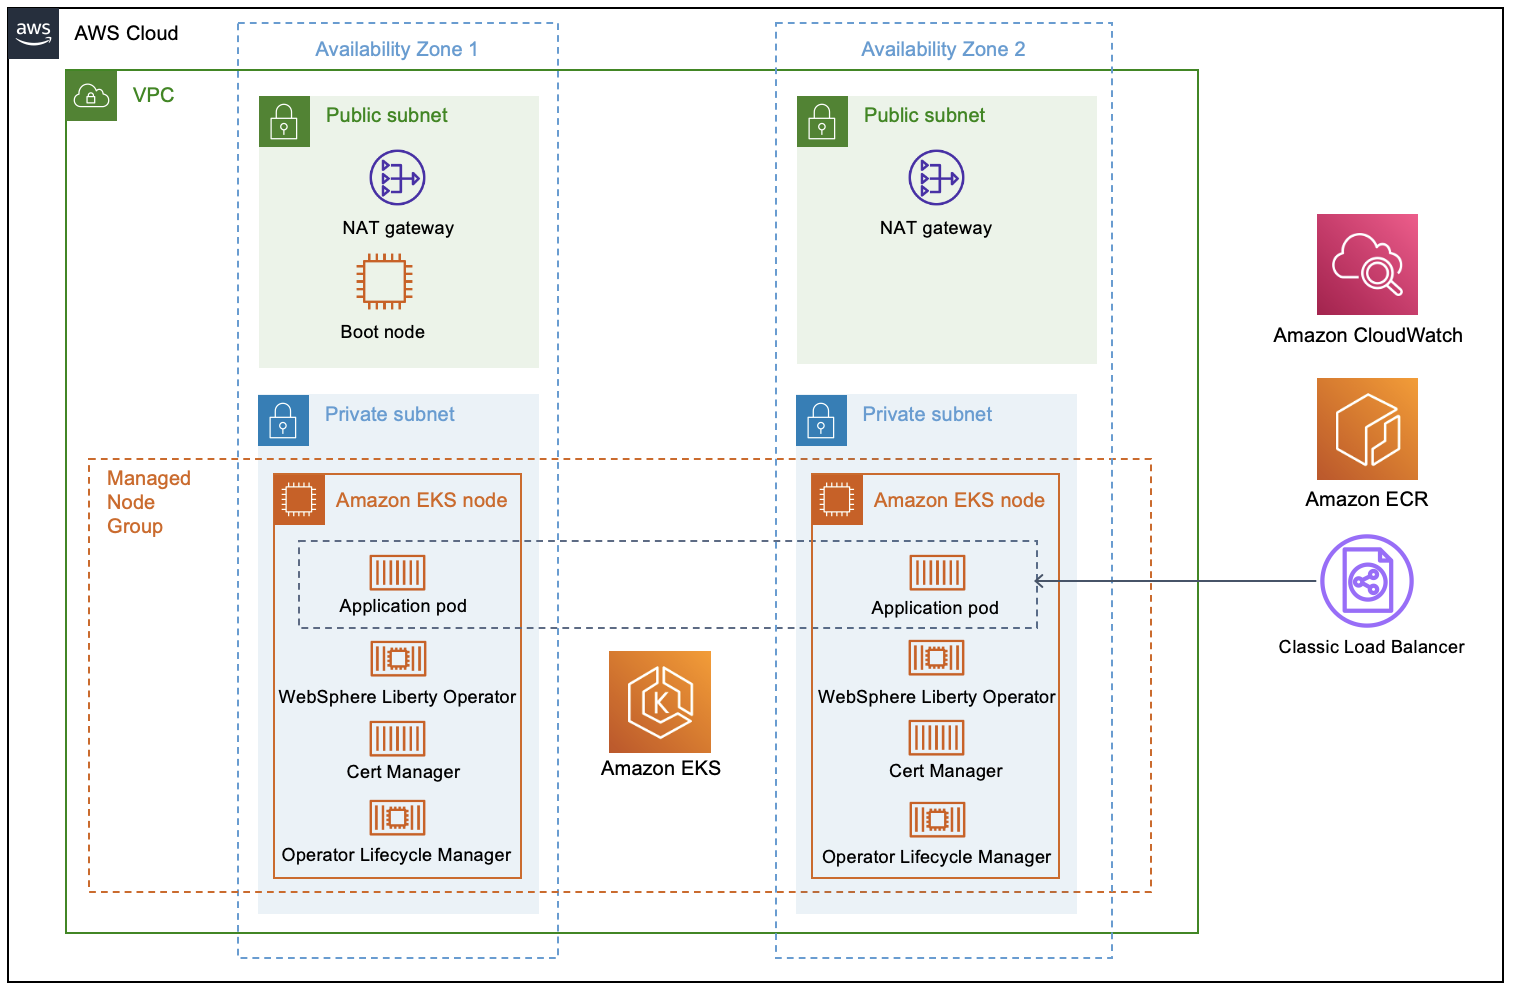 aws
AWS Cloud
Availability Zone 1
Availability Zone 2
VPC
Public subnet
NAT gateway
Boot node
Public subnet
NAT gateway
Private subnet
Private subnet
Managed
Node
Group
Amazon EKS node
Application pod
WebSphere Liberty Operator
Cert Manager
Operator Lifecycle Manager
K
Amazon EKS
Amazon EKS node
Application pod
WebSphere Liberty Operator
Cert Manager
Operator Lifecycle Manager
Amazon CloudWatch
Amazon ECR
Classic Load Balancer